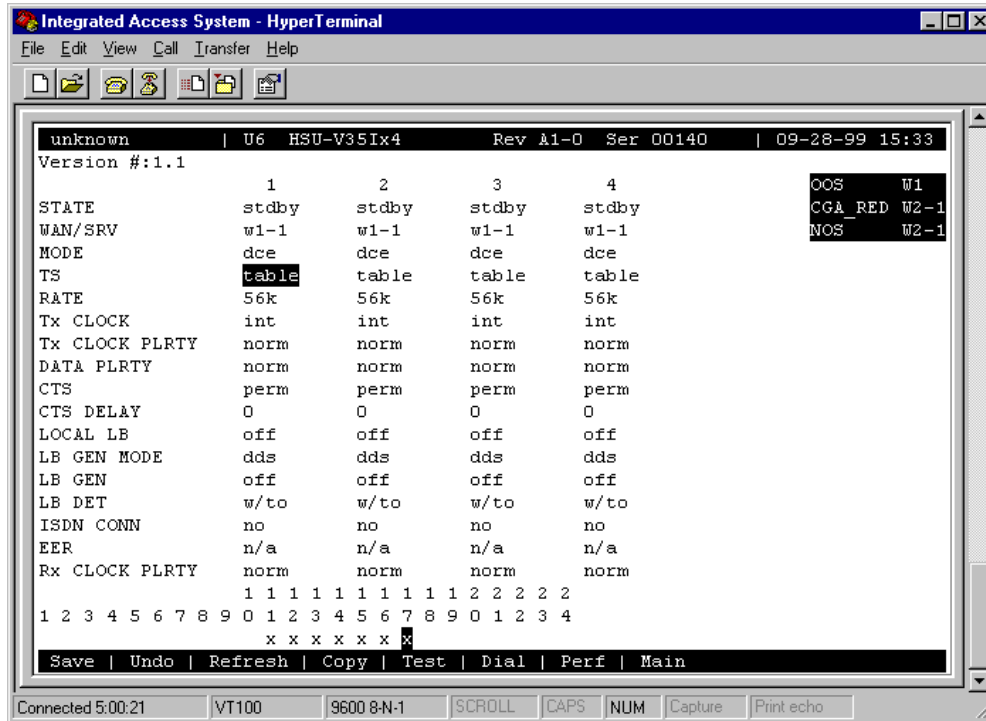 Integrated Access System - HyperTerminal
File Edit View Call Transfer Help
unknown | U6 HSU-V35Ix4 Rev A1-0 Ser 00140 | 09-28-99 15:33
Version #:1.1
1 2 3 4 OOS W1
STATE stdby stdby stdby stdby CGA_RED W2-1
WAN/SRV w1-1 w1-1 w1-1 w1-1 NOS W2-1
MODE dce dce dce dce
TS table table table table
RATE 56k 56k 56k 56k
Tx CLOCK int int int int
Tx CLOCK PLRTY norm norm norm norm
DATA PLRTY norm norm norm norm
CTS perm perm perm perm
CTS DELAY 0 0 0 0
LOCAL LB off off off off
LB GEN MODE dds dds dds dds
LB GEN off off off off
LB DET w/to w/to w/to w/to
ISDN CONN no no no no
EER n/a n/a n/a n/a
Rx CLOCK PLRTY norm norm norm norm
1 1 1 1 1 1 1 1 1 1 2 2 2 2 2
1 2 3 4 5 6 7 8 9 0 1 2 3 4 5 6 7 8 9 0 1 2 3 4
x x x x x x x
Save | Undo | Refresh | Copy | Test | Dial | Perf | Main
Connected 5:00:21 VT100 9600 8-N-1 SCROLL CAPS NUM Capture Print echo